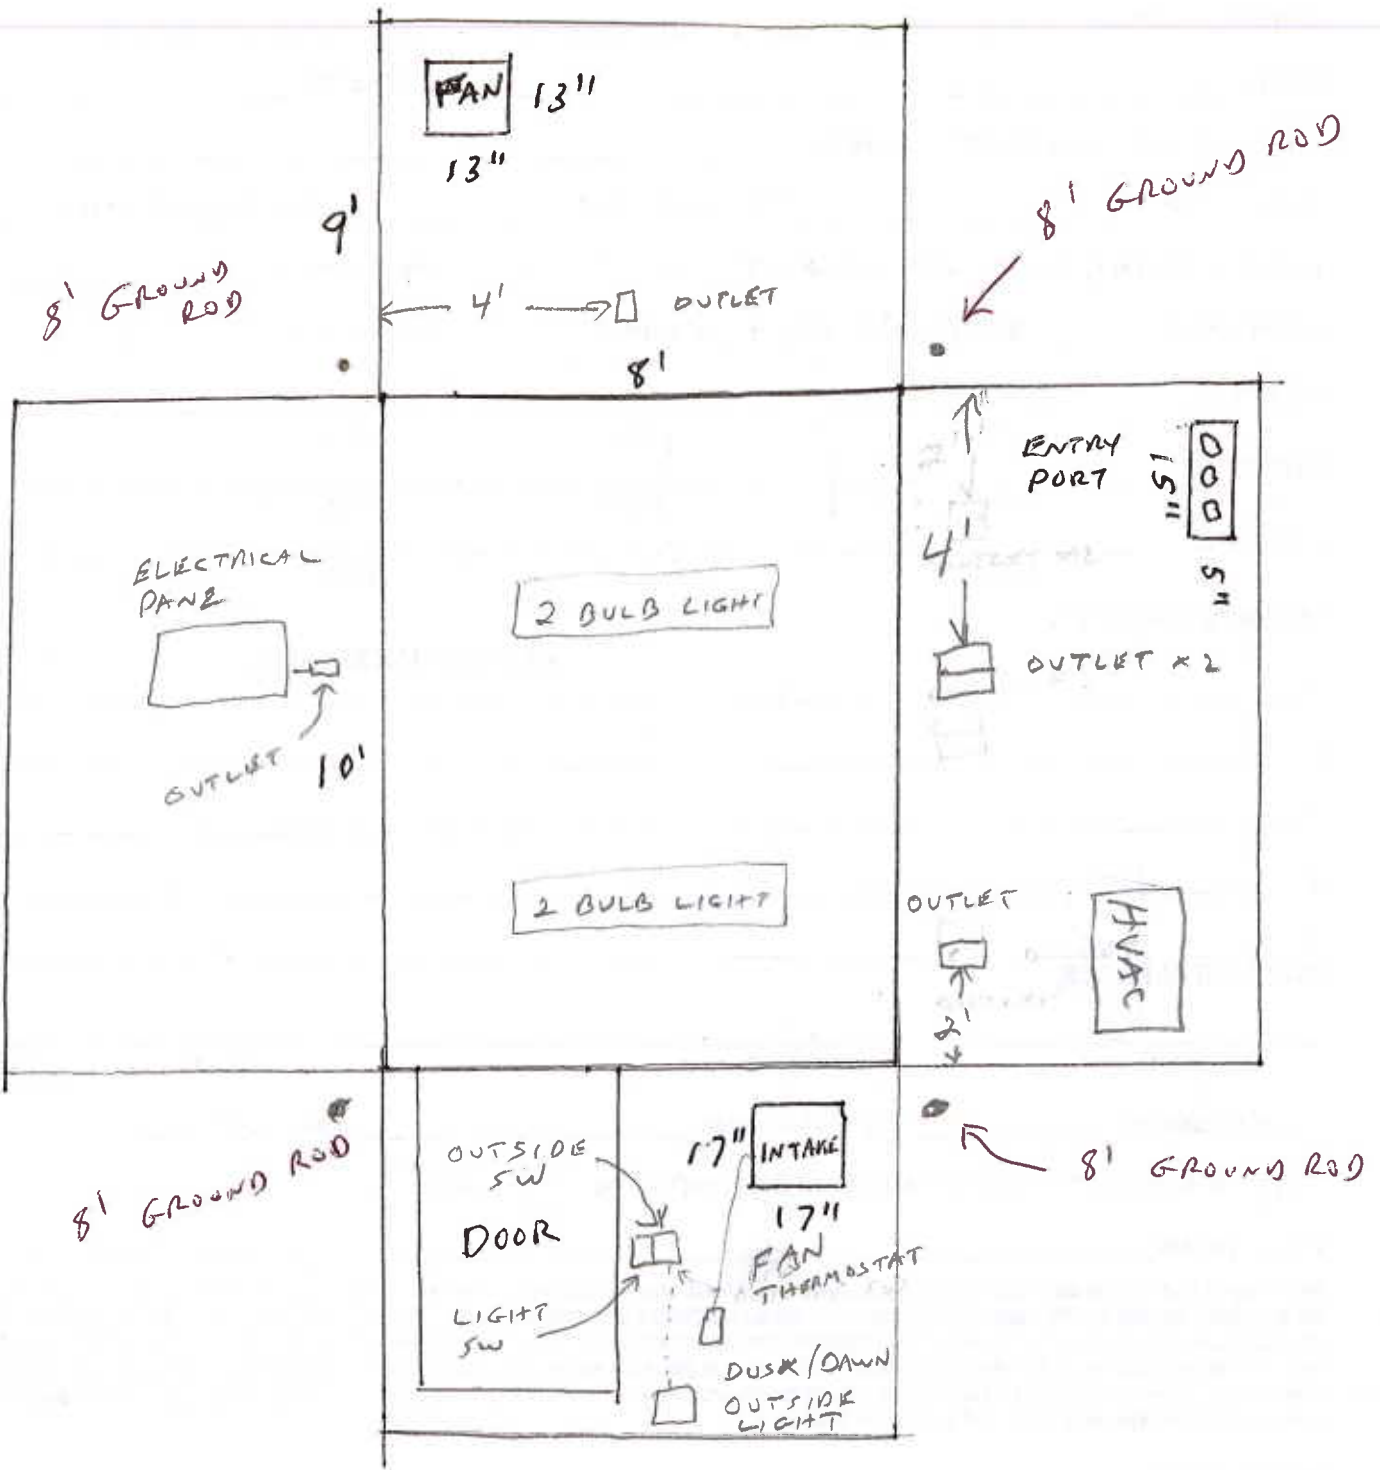 FAN
13"
13"
9'
8' GROUND ROD
8' GROUND
ROD
4'
OUTLET
8'
ENTRY
PORT
15"
5"
4'
ELECTRICAL
PANE
2 BULB LIGHT
OUTLET x 2
OUTLET
10'
2 BULB LIGHT
OUTLET
HVAC
2'
8' GROUND ROD
OUTSIDE
SW
17"
INTAKE
17"
8' GROUND ROD
DOOR
FAN
THERMOSTAT
LIGHT
SW
DUSK/DAWN
OUTSIDE
LIGHT